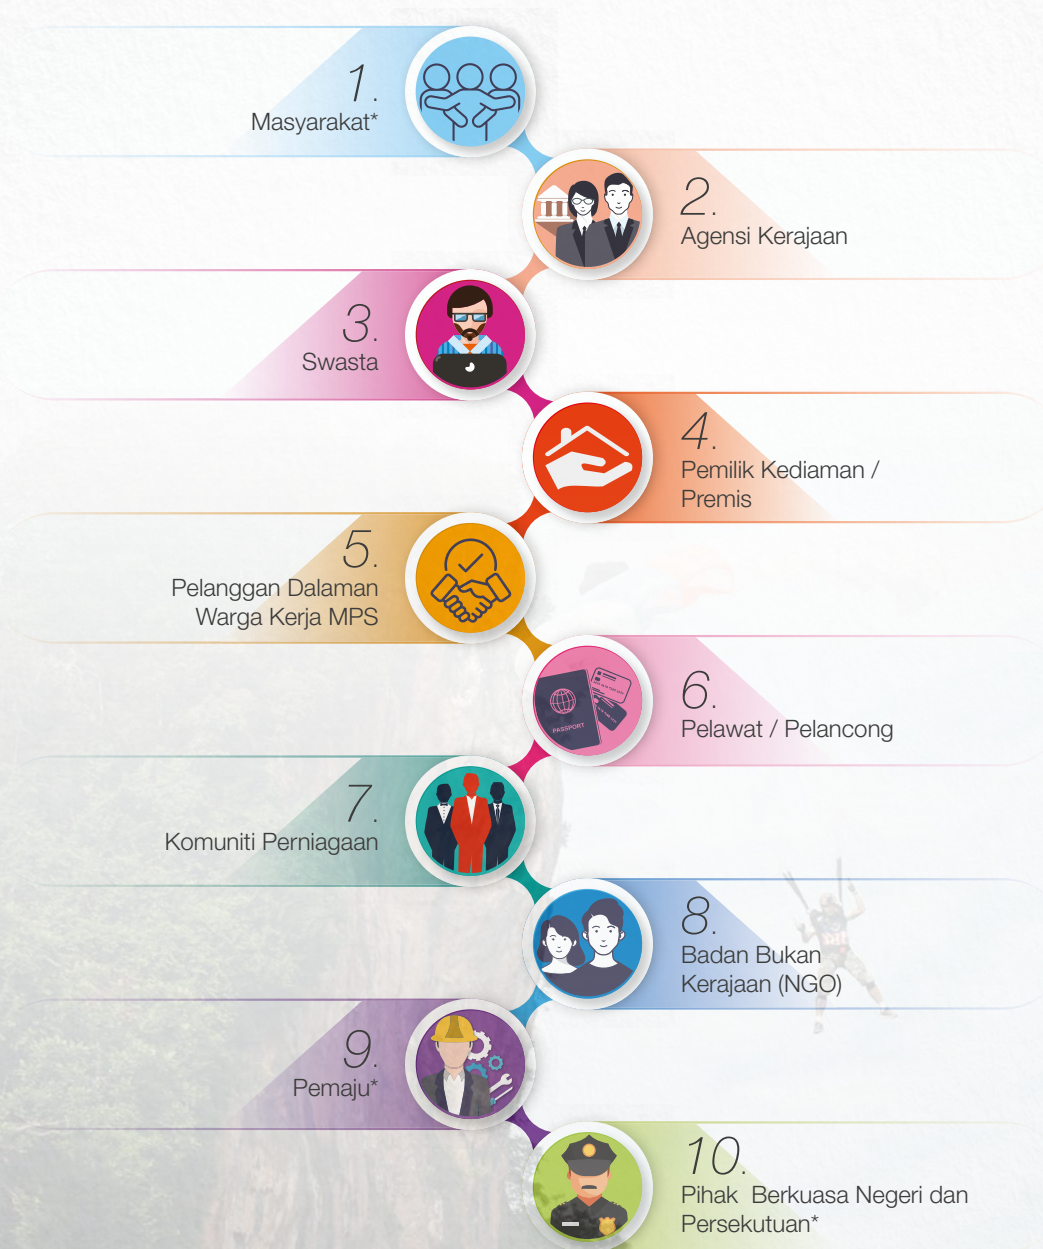 1.
Masyarakat*
2.
Agensi Kerajaan
3.
Swasta
4.
Pemilik Kediaman /
Premis
5.
Pelanggan Dalaman
Warga Kerja MPS
6.
Pelawat / Pelancong
PASSPORT
7.
Komuniti Perniagaan
8.
Badan Bukan
Kerajaan (NGO)
9.
Pemaju*
10.
Pihak Berkuasa Negeri dan
Persekutuan*